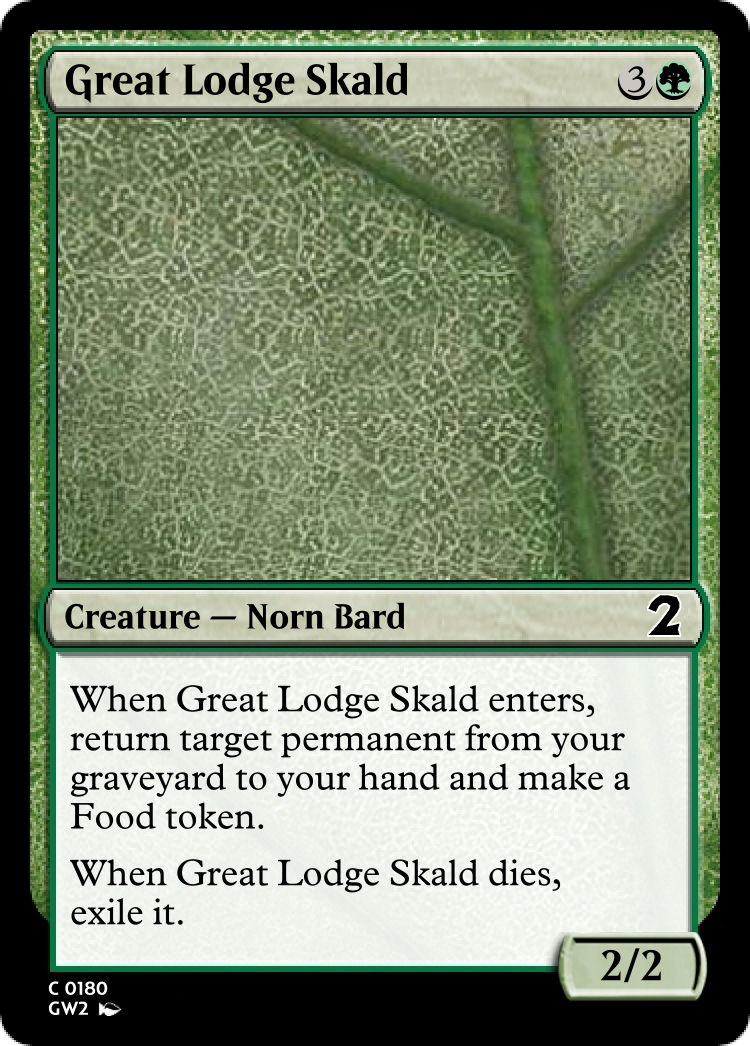 Great Lodge Skald 3
Creature — Norn Bard 2
When Great Lodge Skald enters,
return target permanent from your
graveyard to your hand and make a
Food token.
When Great Lodge Skald dies,
exile it.
2/2
C 0180
GW2